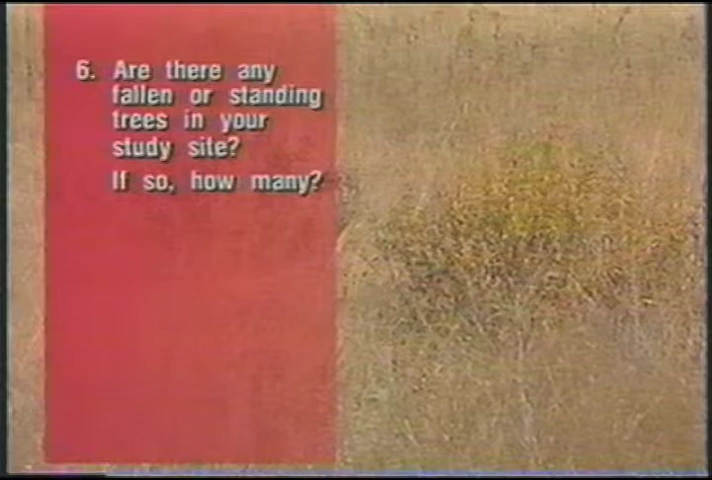 6. Are there any
fallen or standing
trees in your
study site?
If so, how many?